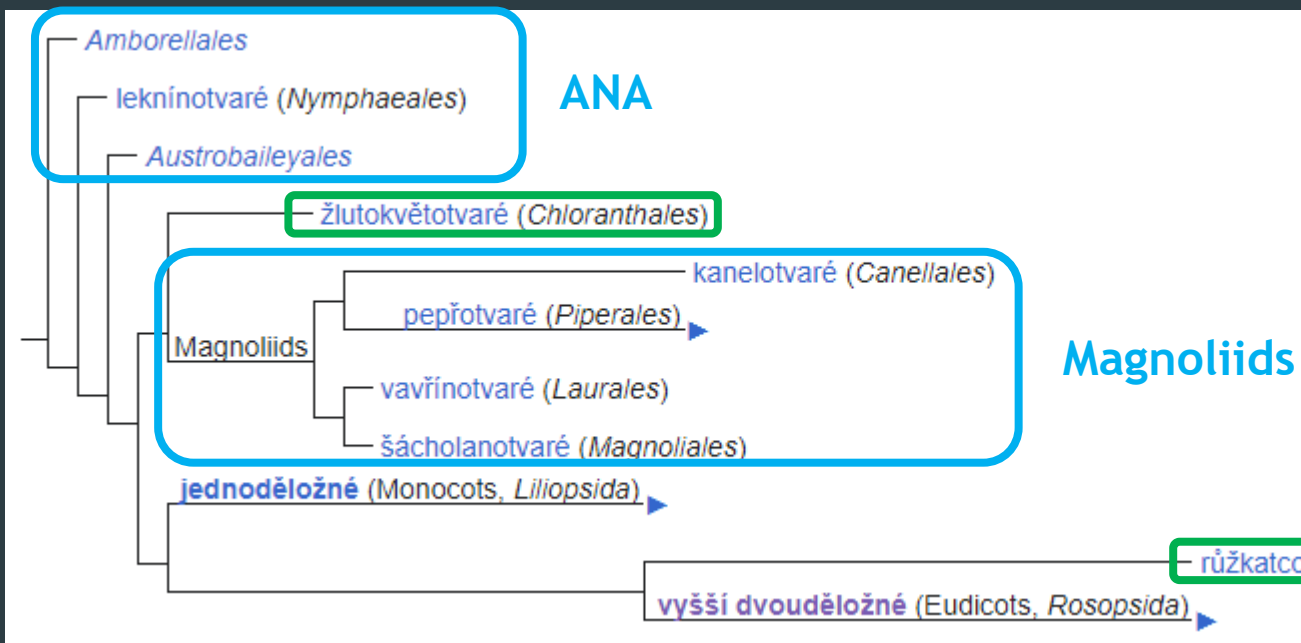 Amborellales
leknínotvaré (Nymphaeales)
ANA
Austrobaileyales
žlutokvětotvaré (Chloranthales)
kanelotvaré (Canellales)
pepřotvaré (Piperales)
Magnoliids
Magnoliids
vavřínotvaré (Laurales)
šácholanotvaré (Magnoliales)
jednoděložné (Monocots, Liliopsida)
vyšší dvouděložné (Eudicots, Rosopsida)